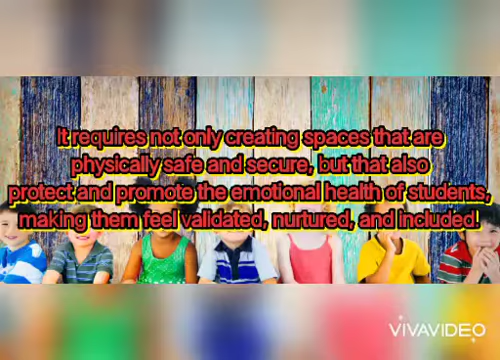 It requires not only creating spaces that are
physically safe and secure, but that also
protect and promote the emotional health of students,
making them feel validated, nurtured, and included!
VIVAVIDEO